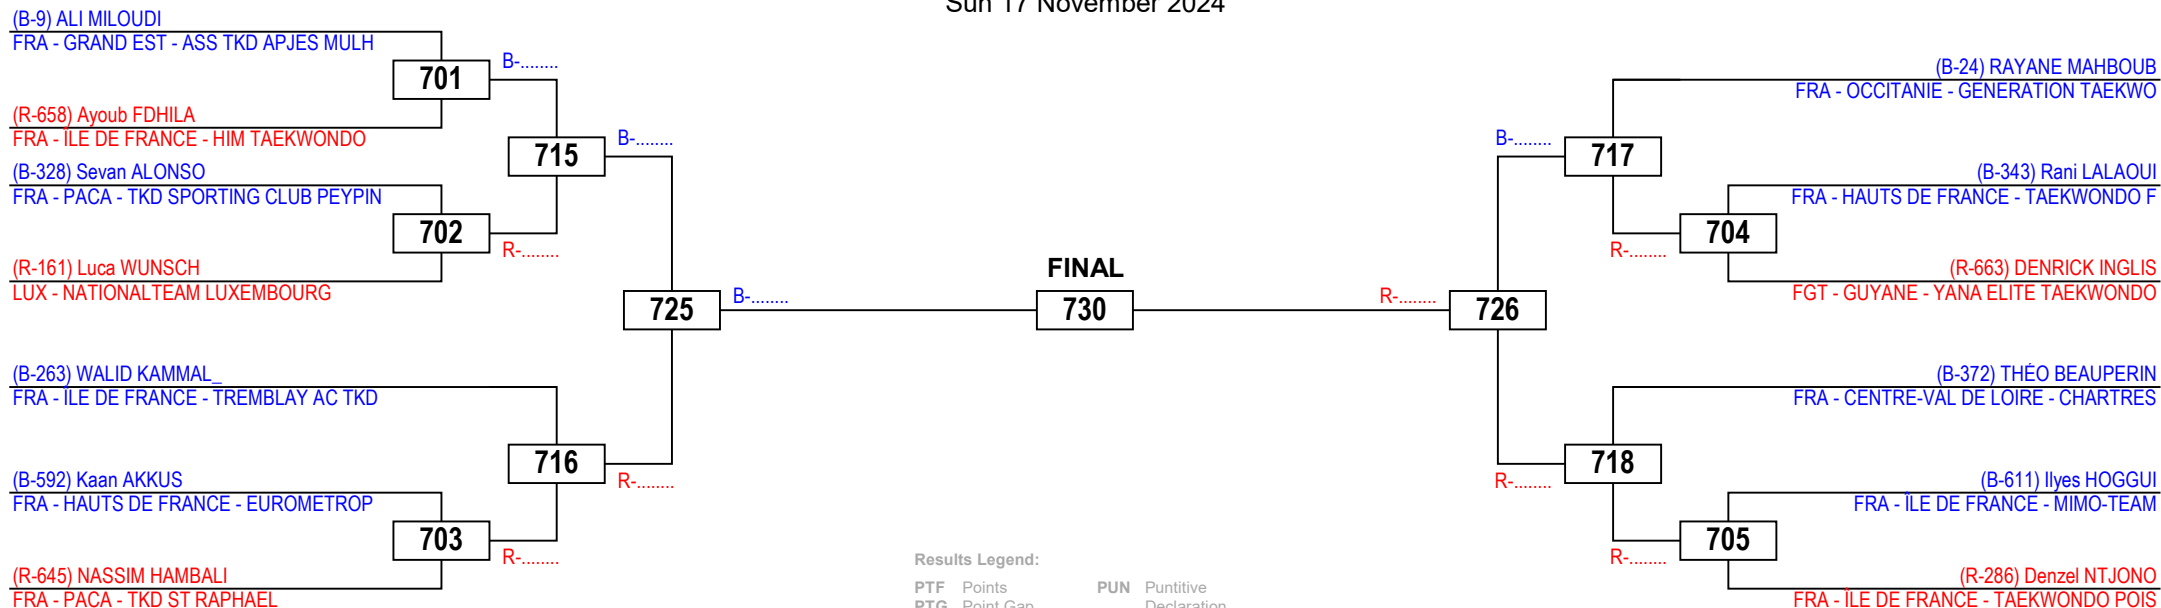 Sun 17 November 2024
(B-9) ALI MILOUDI
FRA - GRAND EST - ASS TKD APJES MULH
701
B-........
(R-658) Ayoub FDHILA
FRA - ÎLE DE FRANCE - HIM TAEKWONDO
715
B-........
(B-328) Sevan ALONSO
FRA - PACA - TKD SPORTING CLUB PEYPIN
702
R-........
(R-161) Luca WUNSCH
LUX - NATIONALTEAM LUXEMBOURG
725
B-........
(B-263) WALID KAMMAL_
FRA - ÎLE DE FRANCE - TREMBLAY AC TKD
716
R-........
(B-592) Kaan AKKUS
FRA - HAUTS DE FRANCE - EUROMETROP
703
R-........
(R-645) NASSIM HAMBALI
FRA - PACA - TKD ST RAPHAEL
FINAL
730
(B-24) RAYANE MAHBOUB
FRA - OCCITANIE - GENERATION TAEKWO
B-........
717
(B-343) Rani LALAOUI
FRA - HAUTS DE FRANCE - TAEKWONDO F
704
R-........
(R-663) DENRICK INGLIS
FGT - GUYANE - YANA ELITE TAEKWONDO
R-........
726
(B-372) THÉO BEAUPERIN
FRA - CENTRE-VAL DE LOIRE - CHARTRES
718
R-........
(B-611) Ilyes HOGGUI
FRA - ÎLE DE FRANCE - MIMO-TEAM
705
R-........
(R-286) Denzel NTJONO
FRA - ÎLE DE FRANCE - TAEKWONDO POIS
Results Legend:
PTF Points PUN Puntitive
PTG Point Gap Declaration